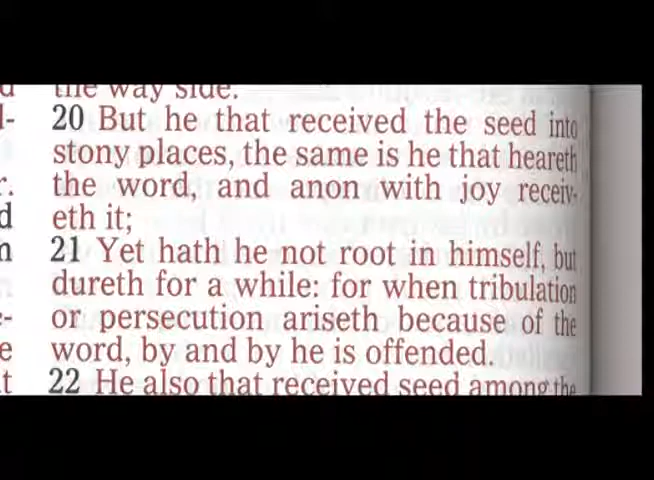 the way side.
20 But he that received the seed into
stony places, the same is he that heareth
the word, and anon with joy receiv-
eth it;
21 Yet hath he not root in himself, but
dureth for a while: for when tribulation
or persecution ariseth because of the
word, by and by he is offended.
22 He also that received seed among the